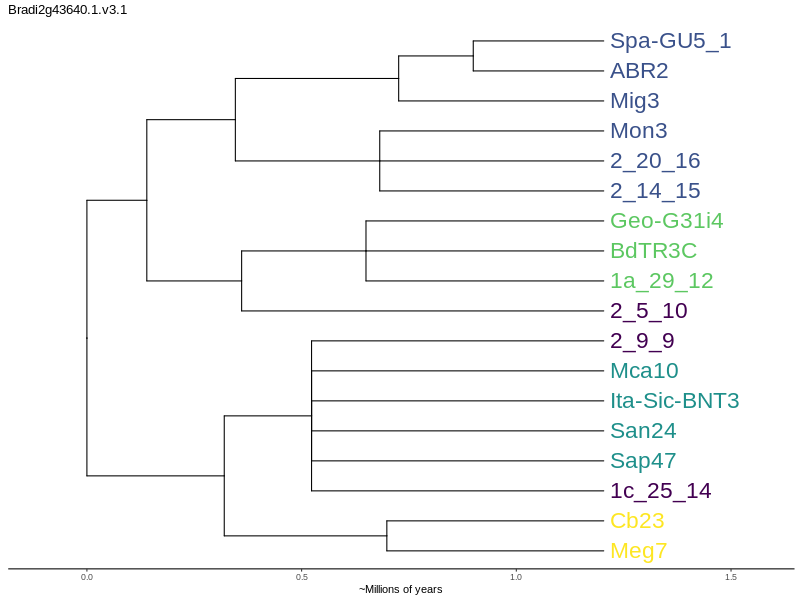 Bradi2g43640.1.v3.1
Spa-GU5_1
ABR2
Mig3
Mon3
2_20_16
2_14_15
Geo-G31i4
BdTR3C
1a_29_12
2_5_10
2_9_9
Mca10
Ita-Sic-BNT3
San24
Sap47
1c_25_14
Cb23
Meg7
0.0 0.5 1.0 1.5
~Millions of years